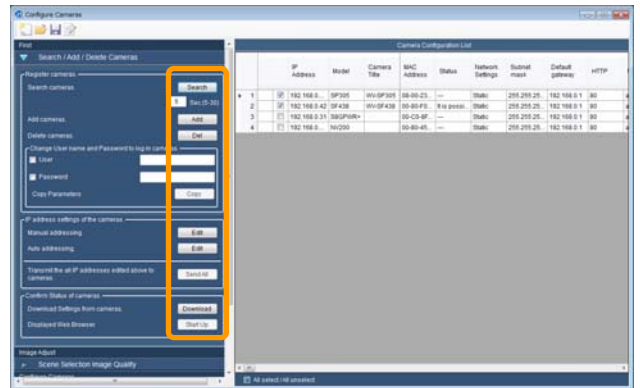 Configure Cameras
Find
Search / Add / Delete Cameras
Register cameras
Search cameras
Search
5 Sec.(5-30)
Add cameras.
Add
Delete cameras.
Del
Change User name and Password to log in cameras
User
Password
Copy Parameters
Copy
IP address settings of the cameras
Manual addressing
Edit
Auto addressing
Edit
Transmit the all IP addresses edited above to
cameras.
Send All
Confirm Status of cameras
Download Settings from cameras
Download
Displayed Web Browser
Start Up
Image Adjust
Scene Selection Image Quality
Camera Configuration List
IP Address Model Camera Title MAC Address Status Network Settings Subnet mask Default gateway HTTP
1 192.168.0... SP305 WV-SP305 08-00-23... --- Static 255.255.25... 192.168.0.1 80
2 192.168.0.42 SF438 WV-SF438 00-80-F0... It is possi... Static 255.255.25... 192.168.0.1 80
3 192.168.0.31 00-C0-8F... --- Static 255.255.25... 192.168.0.1 80
4 192.168.0... NV200 00-80-45... --- Static 255.255.25... 192.168.0.1 80
All select / All unselect